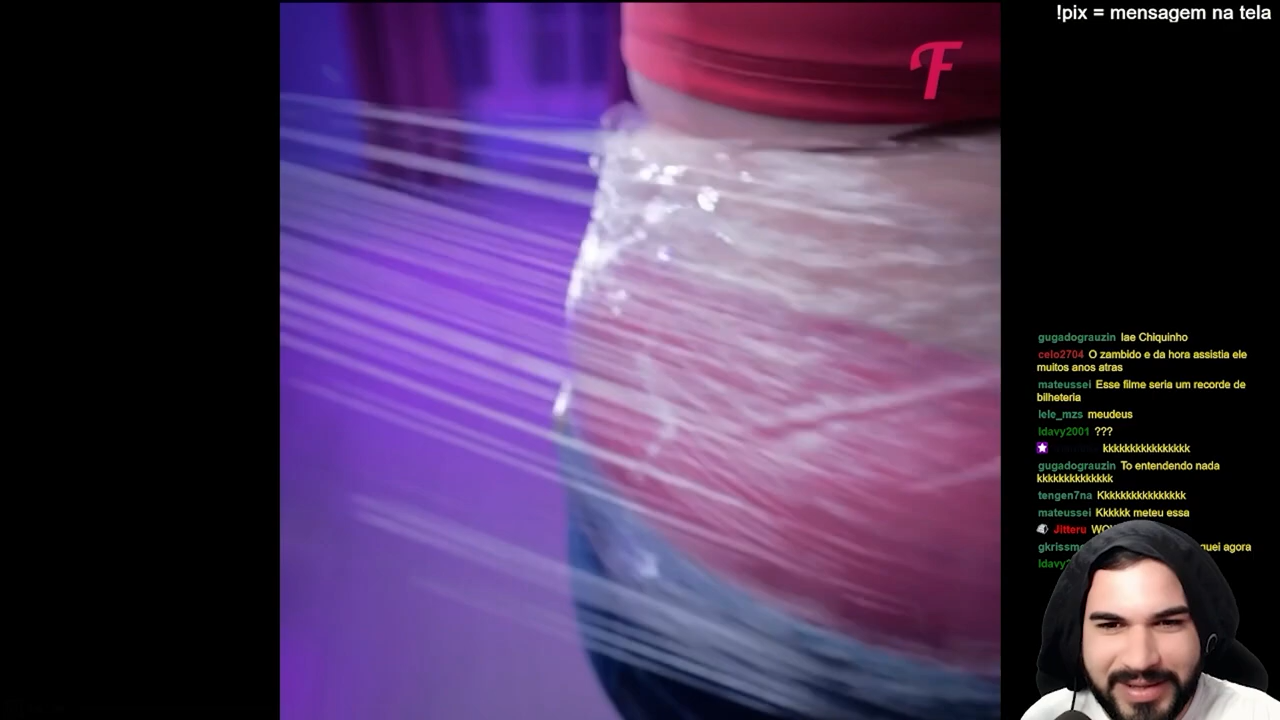 !pix = mensagem na tela
F
gugadograuzin Iae Chiquinho
celo2704 O zambido e da hora assistia ele
muitos anos atras
mateussei Esse filme seria um recorde de
bilheteria
lele_mzs meudeus
ldavy2001 ???
kkkkkkkkkkkkkkkk
gugadograuzin To entendendo nada
kkkkkkkkkkkkkk
tengen7na Kkkkkkkkkkkkkkkk
mateussei Kkkkkk meteu essa
Jitteru
agora